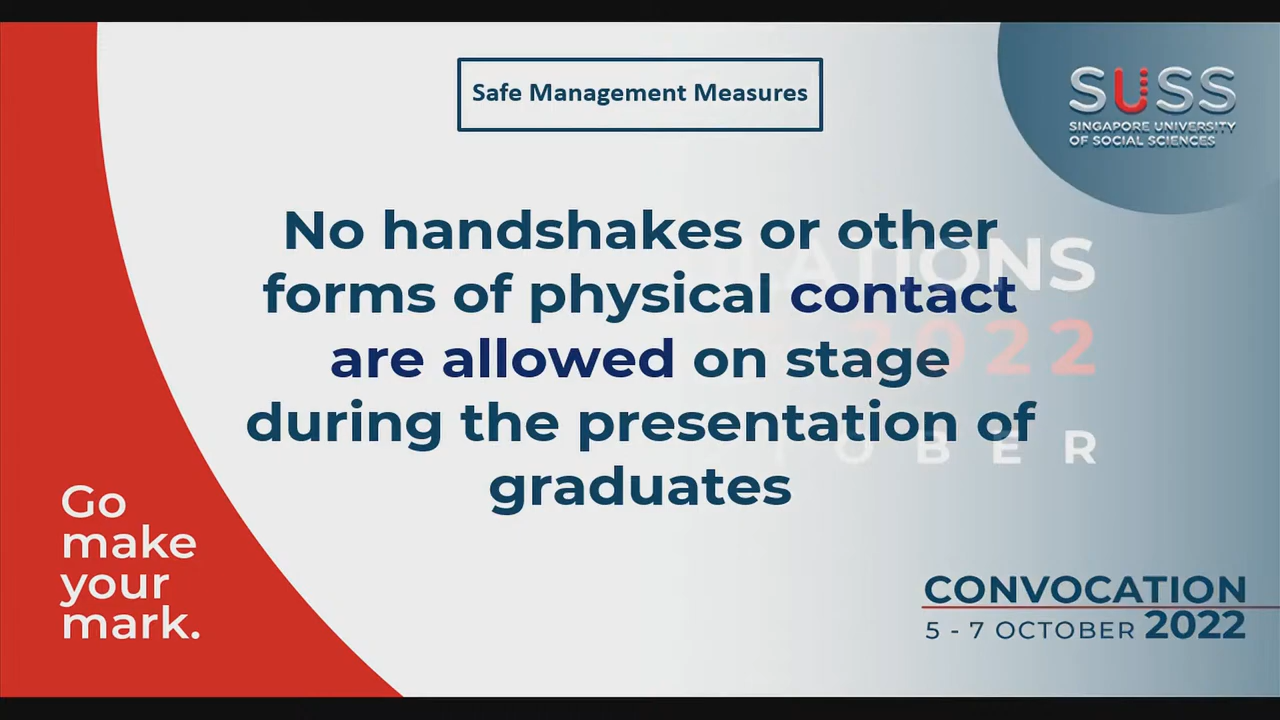 Safe Management Measures
SUSS
SINGAPORE UNIVERSITY
OF SOCIAL SCIENCES
No handshakes or other
forms of physical contact
are allowed on stage
during the presentation of
graduates
2022
Go
make
your
mark.
CONVOCATION
5 - 7 OCTOBER 2022